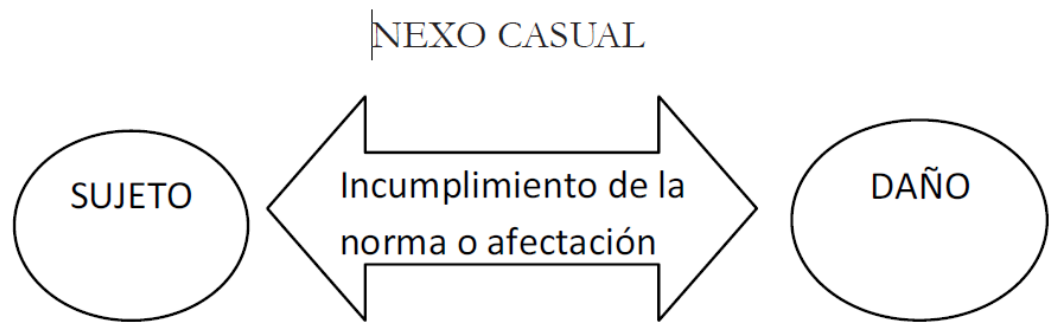 NEXO CASUAL
SUJETO
Incumplimiento de la
norma o afectación
DAÑO